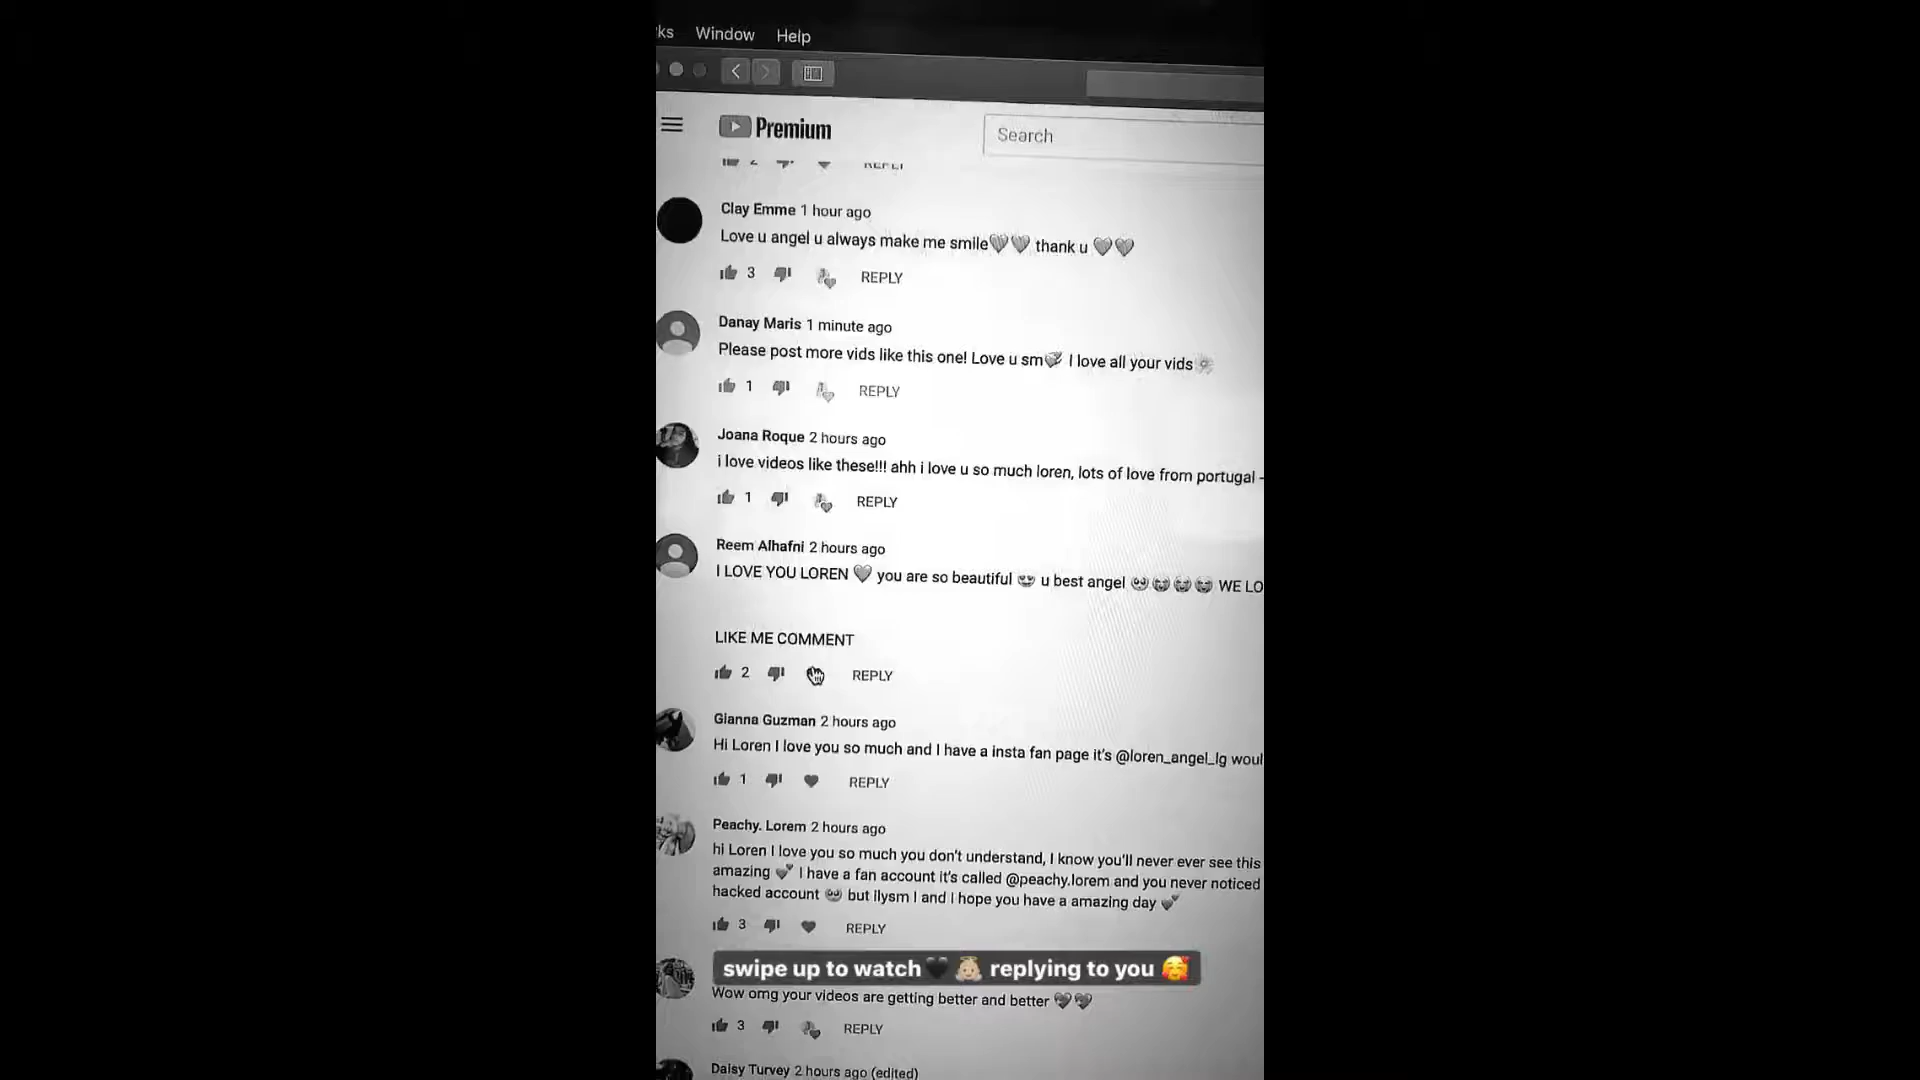 ks Window Help
Premium
Search
REPLY
Clay Emme 1 hour ago
Love u angel u always make me smile🤍🤍 thank u 🤍🤍
3 REPLY
Danay Maris 1 minute ago
Please post more vids like this one! Love u sm💞 I love all your vids
1 REPLY
Joana Roque 2 hours ago
i love videos like these!!! ahh i love u so much loren, lots of love from portugal -
1 REPLY
Reem Alhafni 2 hours ago
I LOVE YOU LOREN 🤍 you are so beautiful 😍 u best angel 🥺😭😭😭 WE LO
LIKE ME COMMENT
2 REPLY
Gianna Guzman 2 hours ago
Hi Loren I love you so much and I have a insta fan page it's @loren_angel_lg woul
1 REPLY
Peachy. Lorem 2 hours ago
hi Loren I love you so much you don't understand, I know you'll never ever see this
amazing 💕 I have a fan account it's called @peachy.lorem and you never noticed
hacked account 🥺 but ilysm I and I hope you have a amazing day 💕
3 REPLY
swipe up to watch🖤 👼🏼 replying to you 🥰
Wow omg your videos are getting better and better 💖💖
3 REPLY
Daisy Turvey 2 hours ago (edited)